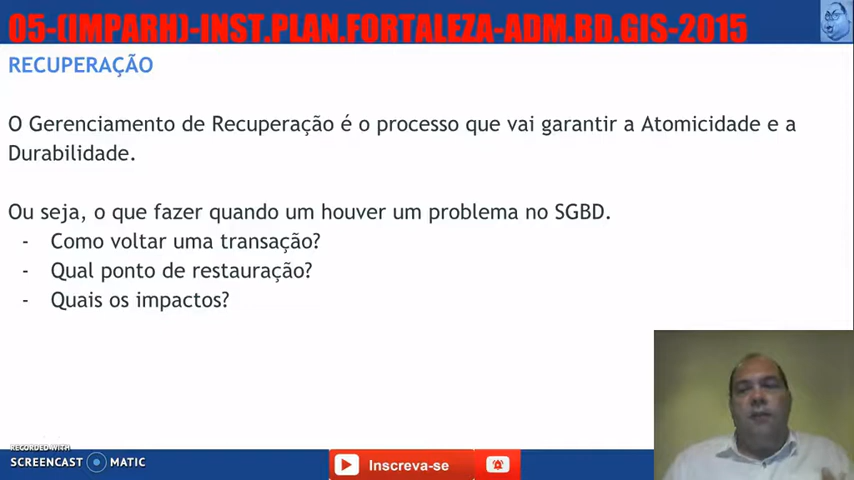 05-(IMPARH)-INST.PLAN.FORTALEZA-ADM.BD.GIS-2015
RECUPERAÇÃO
O Gerenciamento de Recuperação é o processo que vai garantir a Atomicidade e a
Durabilidade.
Ou seja, o que fazer quando um houver um problema no SGBD.
- Como voltar uma transação?
- Qual ponto de restauração?
- Quais os impactos?
RECORDED WITH
SCREENCAST MATIC
Inscreva-se